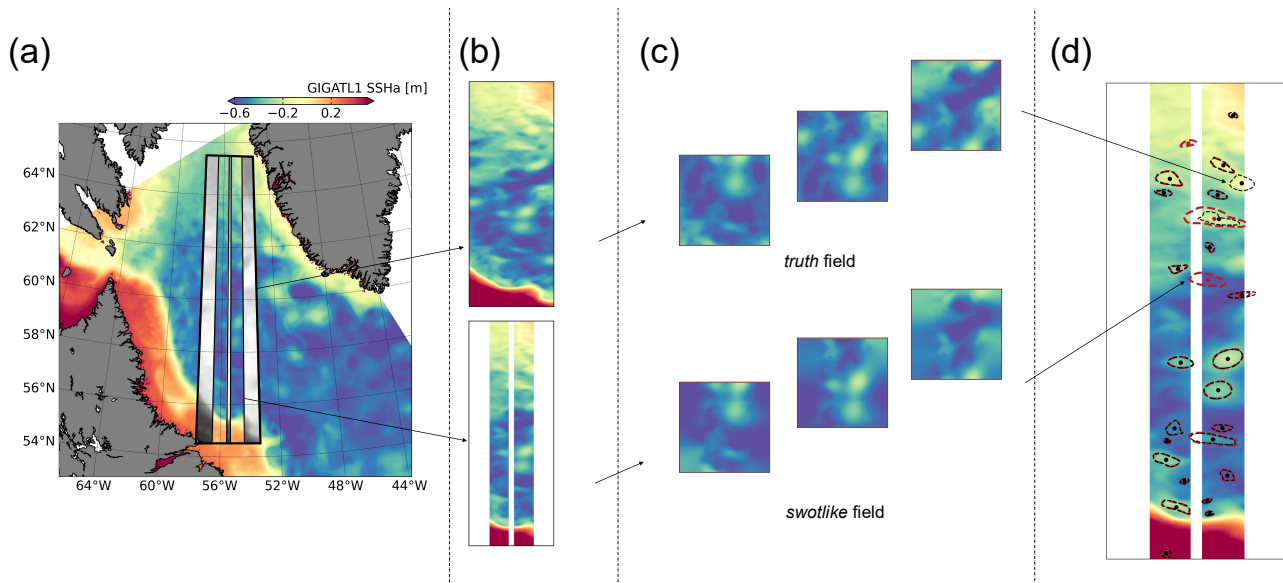 (a)
(b)
(c)
(d)
GIGATL1 SSHa [m]
−0.6 −0.2 0.2
64°N
62°N
60°N
58°N
56°N
54°N
64°W 60°W 56°W 52°W 48°W 44°W
truth field
swotlike field